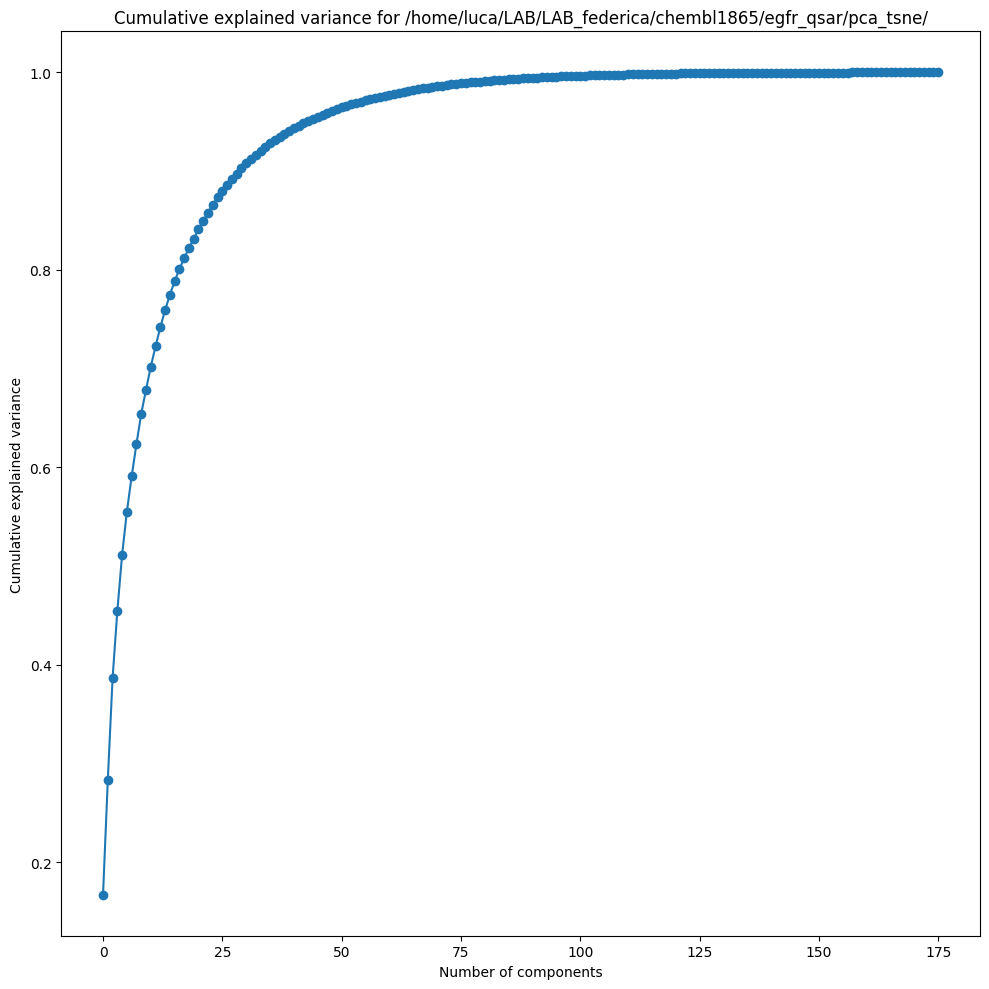 Cumulative explained variance for /home/luca/LAB/LAB_federica/chembl1865/egfr_qsar/pca_tsne/
1.0
0.8
0.6
0.4
0.2
Cumulative explained variance
0 25 50 75 100 125 150 175
Number of components